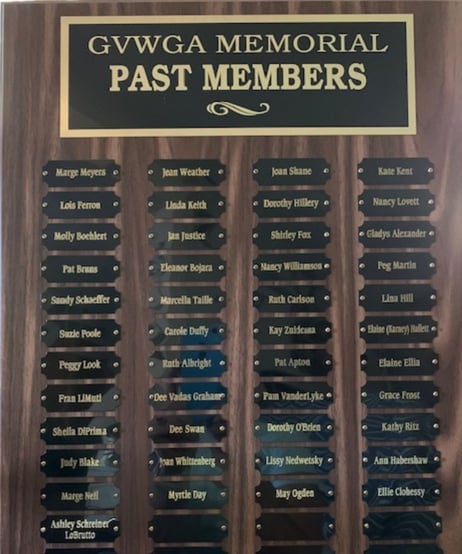 GVWGA MEMORIAL
PAST MEMBERS
Marge Meyers
Jean Weather
Joan Shane
Kate Kent
Lois Ferron
Linda Keith
Dorothy Hillery
Nancy Lovett
Molly Boehlert
Jan Justice
Shirley Fox
Gladys Alexander
Pat Bruns
Eleanor Bojara
Nancy Williamson
Peg Martin
Sandy Schaeffer
Marcella Taille
Ruth Carlson
Lina Hill
Suzie Poole
Carole Duffy
Kay
Elaine (Barney) Hallett
Peggy Look
Ruth Albright
Pat Apton
Elaine Ellia
Fran LiMuti
Dee Vadas Graham
Pam VanderLyke
Grace Frost
Sheila DiPrima
Dee Swan
Dorothy O'Brien
Kathy Ritz
Judy Blake
Joan Whittenberg
Lissy Nedwetsky
Ann Habershaw
Marge Neil
Myrtle Day
May Ogden
Ellie Clohessy
Ashley Schreiner
LoBrutto